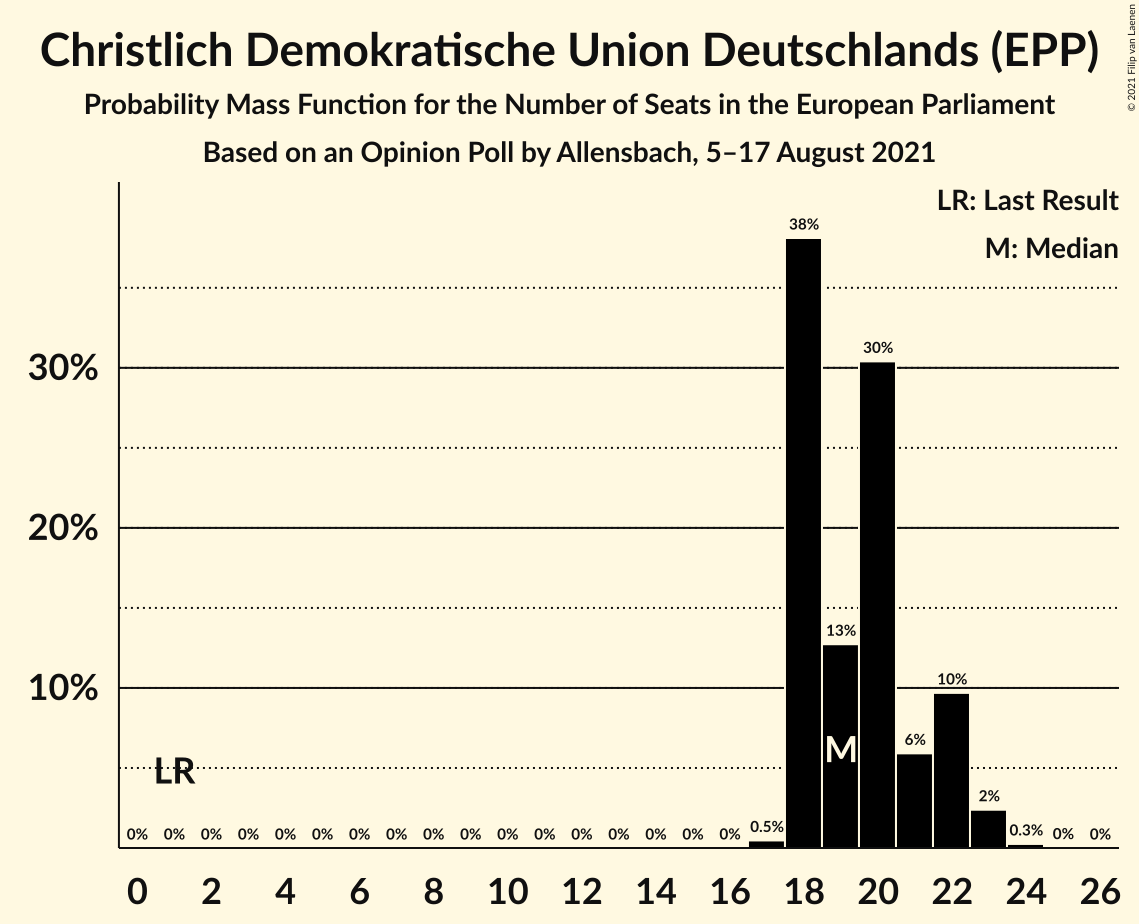 Christlich Demokratische Union Deutschlands (EPP)
Probability Mass Function for the Number of Seats in the European Parliament
Based on an Opinion Poll by Allensbach, 5–17 August 2021
© 2021 Filip van Laenen
LR: Last Result
M: Median
38%
30%
30%
20%
13%
10%
10%
6%
M
LR
2%
0% 0% 0% 0% 0% 0% 0% 0% 0% 0% 0% 0% 0% 0% 0% 0% 0% 0.5% 0.3% 0% 0%
0 2 4 6 8 10 12 14 16 18 20 22 24 26